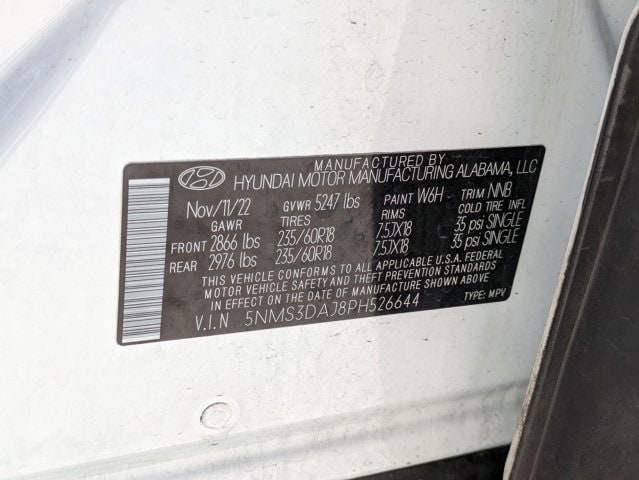 MANUFACTURED BY
HYUNDAI MOTOR MANUFACTURING ALABAMA, LLC
Nov/11/22 GVWR 5247 lbs PAINT W6H TRIM NNB
GAWR TIRES RIMS COLD TIRE INFL
FRONT 2866 lbs 235/60R18 7.5JX18 35 psi SINGLE
REAR 2976 lbs 235/60R18 7.5JX18 35 psi SINGLE
THIS VEHICLE CONFORMS TO ALL APPLICABLE U.S.A. FEDERAL
MOTOR VEHICLE SAFETY AND THEFT PREVENTION STANDARDS
IN EFFECT ON THE DATE OF MANUFACTURE SHOWN ABOVE
V.I.N 5NMS3DAJ8PH526644 TYPE: MPV